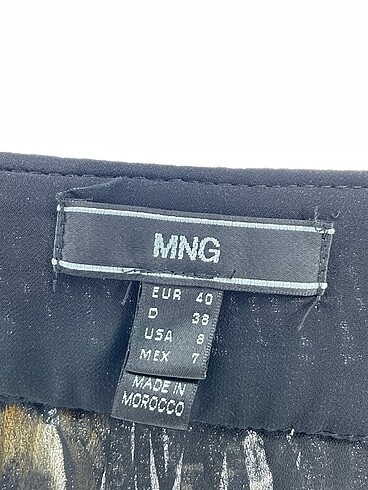 MNG
EUR 40
D 38
USA 8
MEX 7
MADE IN
MOROCCO